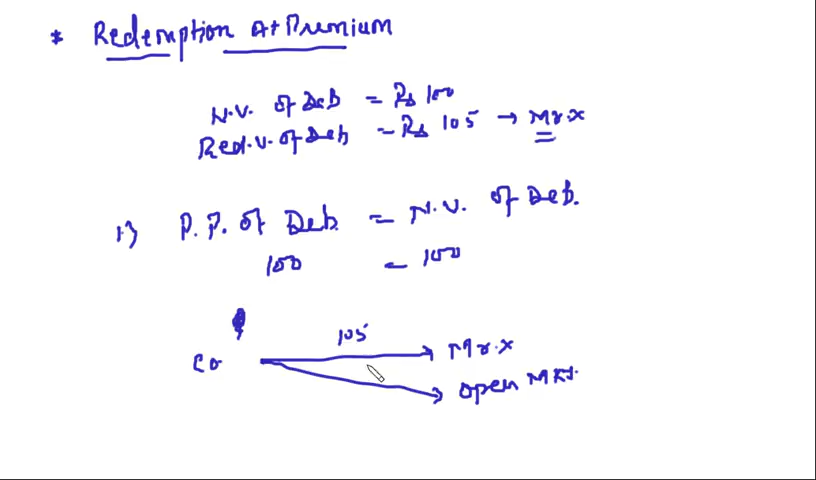 * Redemption At Premium
N.V. of Deb = Rs 100
Red.V. of Deb = Rs 105 → Mr.X
1) P.P. of Deb. = N.V. of Deb.
100 = 100
105
Co → Mr.X
→ Open Mkt.